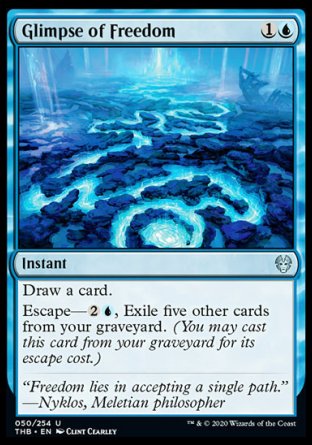 Glimpse of Freedom 1
Instant
Draw a card.
Escape—2, Exile five other cards
from your graveyard. (You may cast
this card from your graveyard for its
escape cost.)
“Freedom lies in accepting a single path.”
—Nyklos, Meletian philosopher
050/254 U
THB • EN CLINT CEARLEY
™ & © 2020 Wizards of the Coast